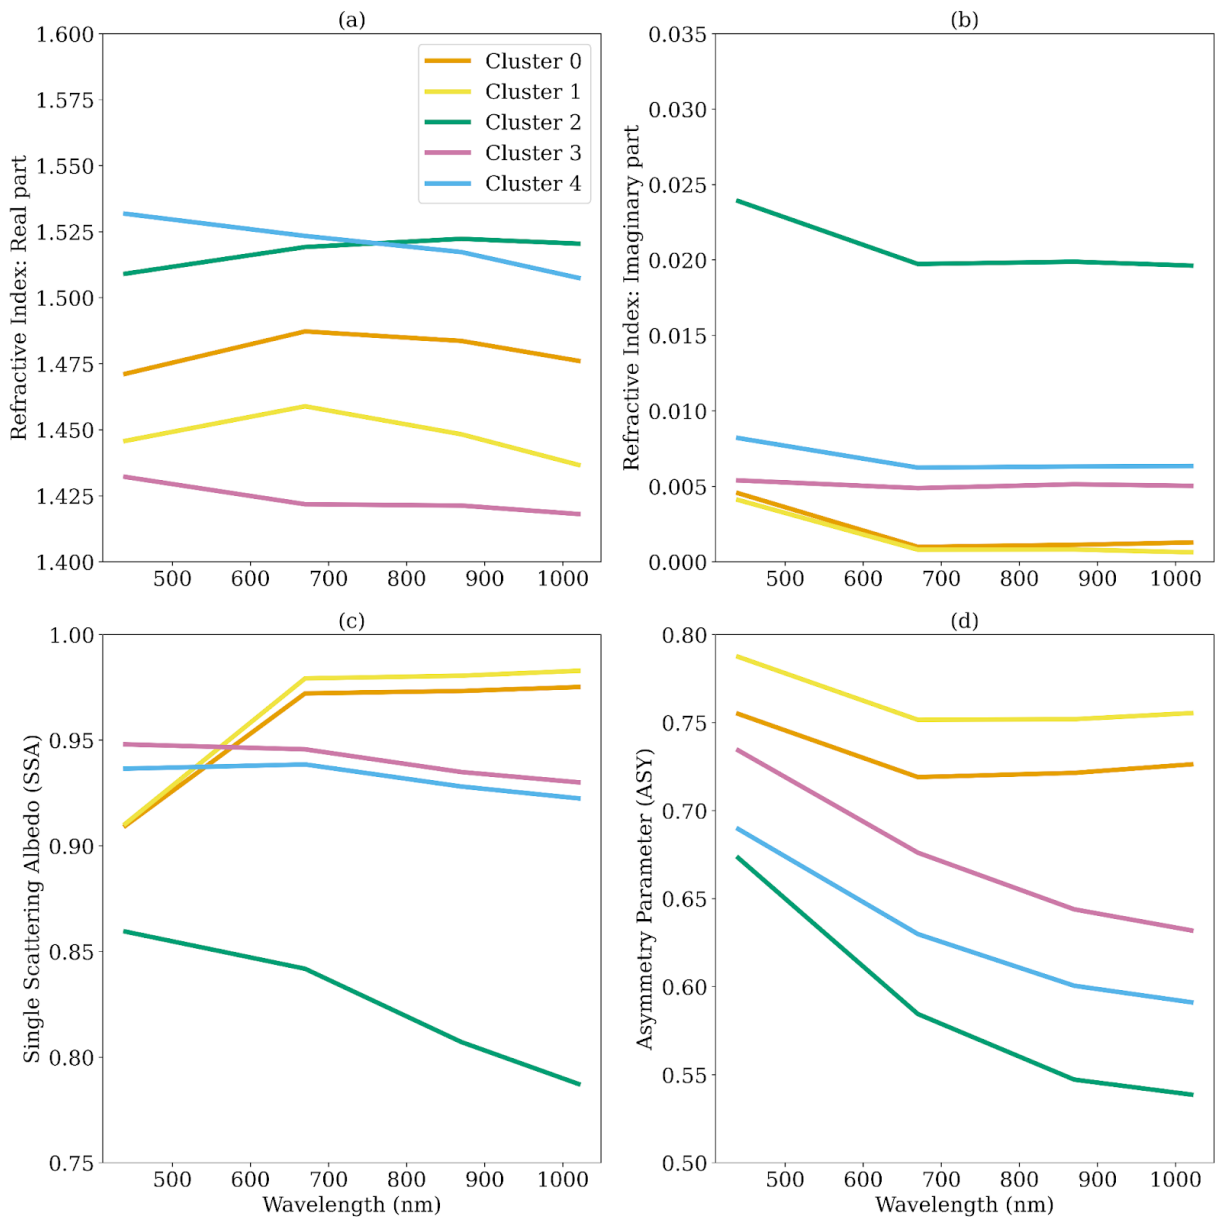 (a)
1.600
1.575
1.550
1.525
1.500
1.475
1.450
1.425
1.400
Refractive Index: Real part
Cluster 0
Cluster 1
Cluster 2
Cluster 3
Cluster 4
500 600 700 800 900 1000
(b)
0.035
0.030
0.025
0.020
0.015
0.010
0.005
0.000
Refractive Index: Imaginary part
500 600 700 800 900 1000
(c)
1.00
0.95
0.90
0.85
0.80
0.75
Single Scattering Albedo (SSA)
500 600 700 800 900 1000
Wavelength (nm)
(d)
0.80
0.75
0.70
0.65
0.60
0.55
0.50
Asymmetry Parameter (ASY)
500 600 700 800 900 1000
Wavelength (nm)